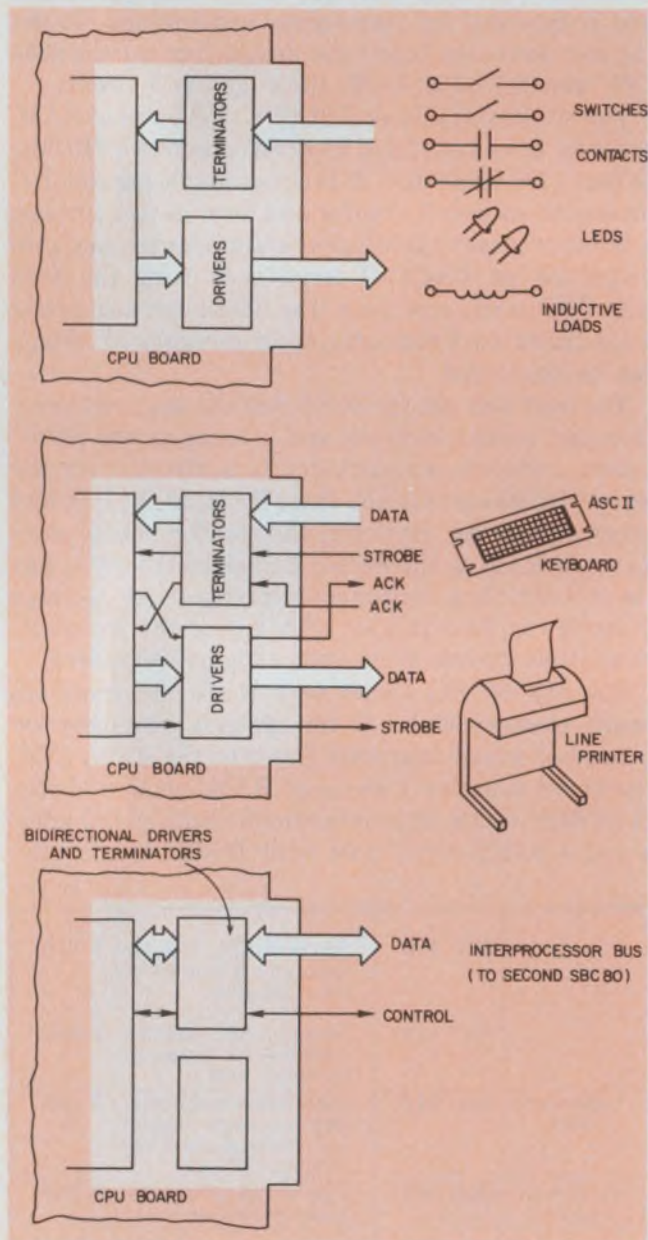 TERMINATORS
SWITCHES
CONTACTS
DRIVERS
LEDS
INDUCTIVE
LOADS
CPU BOARD
TERMINATORS
DATA
STROBE
ACK
ACK
ASC II
KEYBOARD
DRIVERS
DATA
STROBE
LINE
PRINTER
CPU BOARD
BIDIRECTIONAL DRIVERS
AND TERMINATORS
DATA
INTERPROCESSOR BUS
(TO SECOND SBC 80)
CONTROL
CPU BOARD